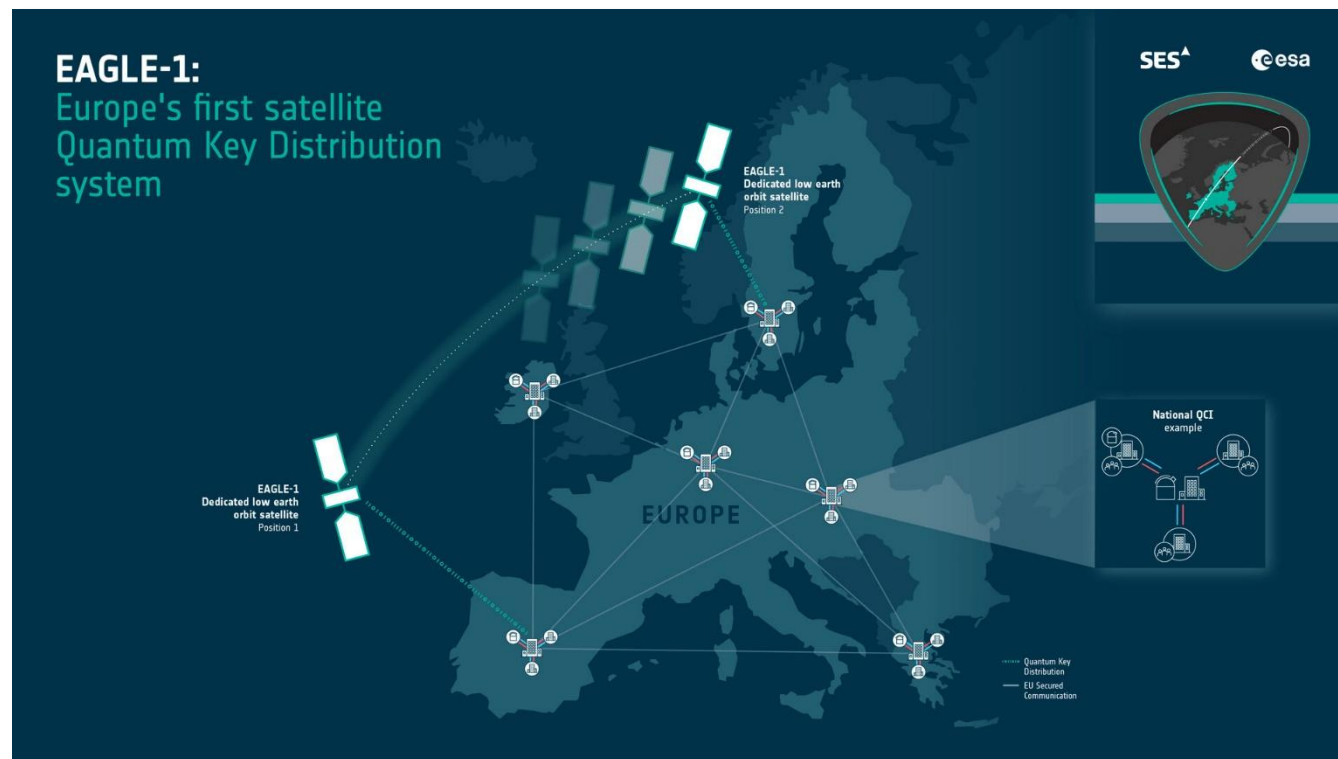 EAGLE-1:
Europe's first satellite
Quantum Key Distribution
system
SES
esa
EAGLE-1
Dedicated low earth
orbit satellite
Position 2
EAGLE-1
Dedicated low earth
orbit satellite
Position 1
EUROPE
National QCI
example
Quantum Key
Distribution
EU Secured
Communication